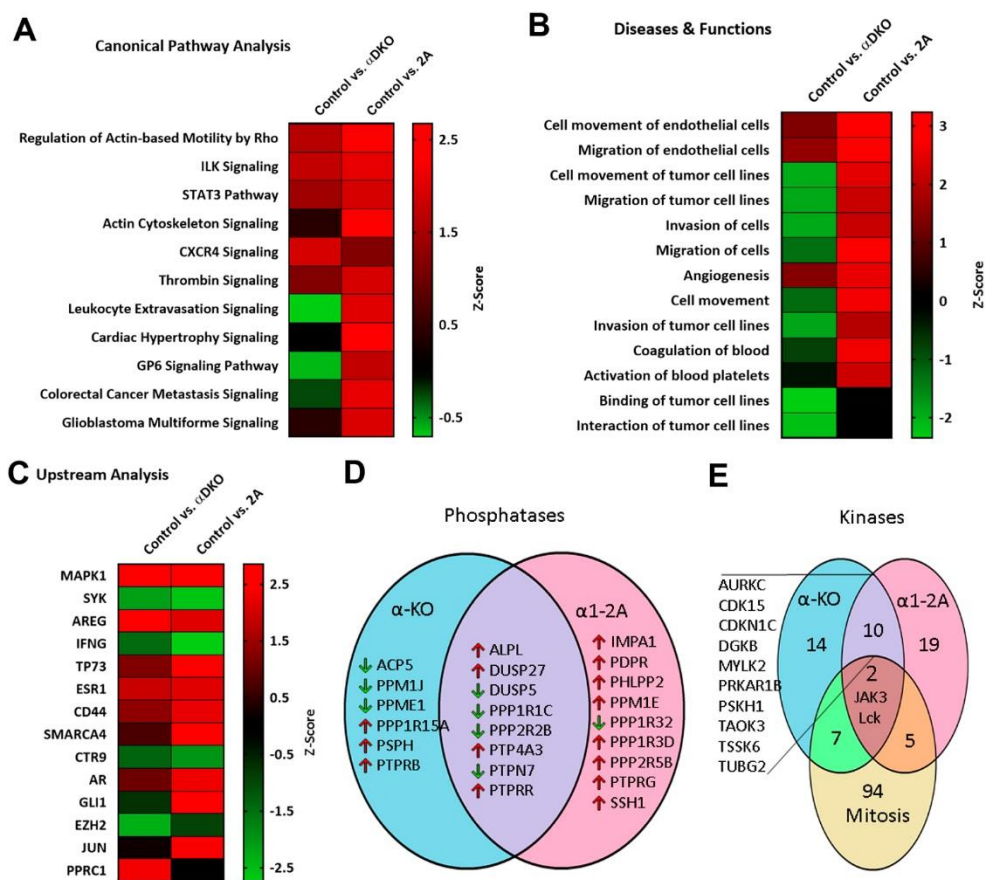 A
Canonical Pathway Analysis
Control vs. αDKO
Control vs. 2A
Regulation of Actin-based Motility by Rho
ILK Signaling
STAT3 Pathway
Actin Cytoskeleton Signaling
CXCR4 Signaling
Thrombin Signaling
Leukocyte Extravasation Signaling
Cardiac Hypertrophy Signaling
GP6 Signaling Pathway
Colorectal Cancer Metastasis Signaling
Glioblastoma Multiforme Signaling
2.5
1.5
0.5
-0.5
Z-Score
B
Diseases & Functions
Control vs. αDKO
Control vs. 2A
Cell movement of endothelial cells
Migration of endothelial cells
Cell movement of tumor cell lines
Migration of tumor cell lines
Invasion of cells
Migration of cells
Angiogenesis
Cell movement
Invasion of tumor cell lines
Coagulation of blood
Activation of blood platelets
Binding of tumor cell lines
Interaction of tumor cell lines
3
2
1
0
-1
-2
Z-Score
C
Upstream Analysis
Control vs. αDKO
Control vs. 2A
MAPK1
SYK
AREG
IFNG
TP73
ESR1
CD44
SMARCA4
CTR9
AR
GLI1
EZH2
JUN
PPRC1
2.5
1.5
0.5
-0.5
-1.5
-2.5
Z-Score
D
Phosphatases
α-KO
↓ ACP5
↓ PPM1J
↓ PPME1
↑ PPP1R15A
↑ PSPH
↑ PTPRB
↑ ALPL
↑ DUSP27
↓ DUSP5
↓ PPP1R1C
↓ PPP2R2B
↑ PTP4A3
↓ PTPN7
↑ PTPRR
α1-2A
↑ IMPA1
↑ PDPR
↑ PHLPP2
↑ PPM1E
↓ PPP1R32
↑ PPP1R3D
↑ PPP2R5B
↑ PTPRG
↑ SSH1
E
Kinases
AURKC
CDK15
CDKN1C
DGKB
MYLK2
PRKAR1B
PSKH1
TAOK3
TSSK6
TUBG2
α-KO
α1-2A
14
10
19
2
JAK3
Lck
7
5
94
Mitosis